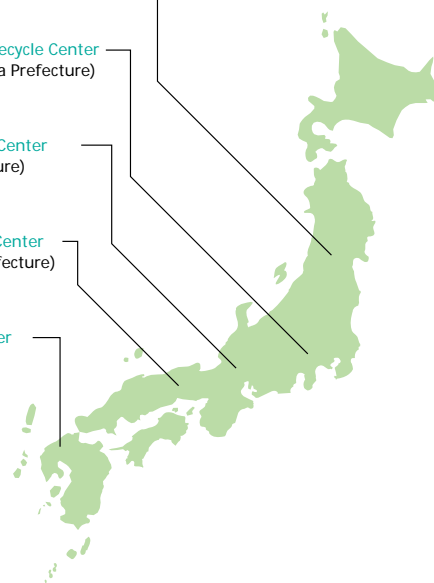 ecycle Center
a Prefecture)
Center
ure)
Center
fecture)
er